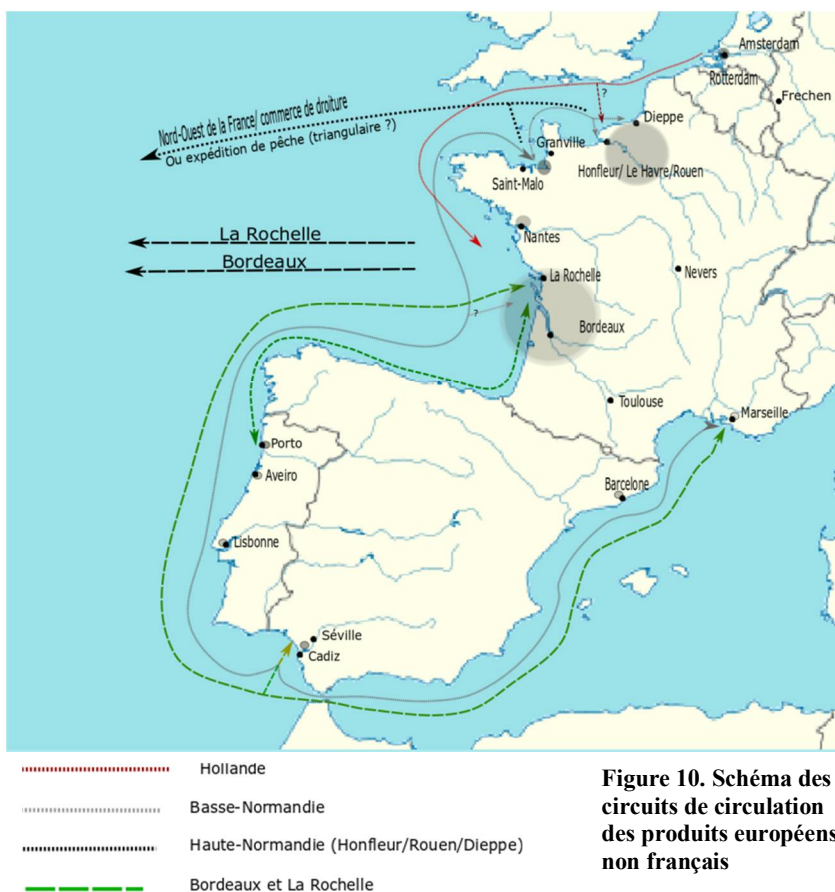 Amsterdam
Rotterdam
Frechen
?
Dieppe
Nord-Ouest de la France/ commerce de droiture
Ou expédition de pêche (triangulaire ?)
Granville
Honfleur/ Le Havre/Rouen
Saint-Malo
Nantes
La Rochelle
Bordeaux
La Rochelle
Nevers
?
Bordeaux
Toulouse
Marseille
Porto
Aveiro
Barcelone
Lisbonne
Séville
Cadiz
Hollande
Basse-Normandie
Haute-Normandie (Honfleur/Rouen/Dieppe)
Bordeaux et La Rochelle
Figure 10. Schéma des
circuits de circulation
des produits européens
non français